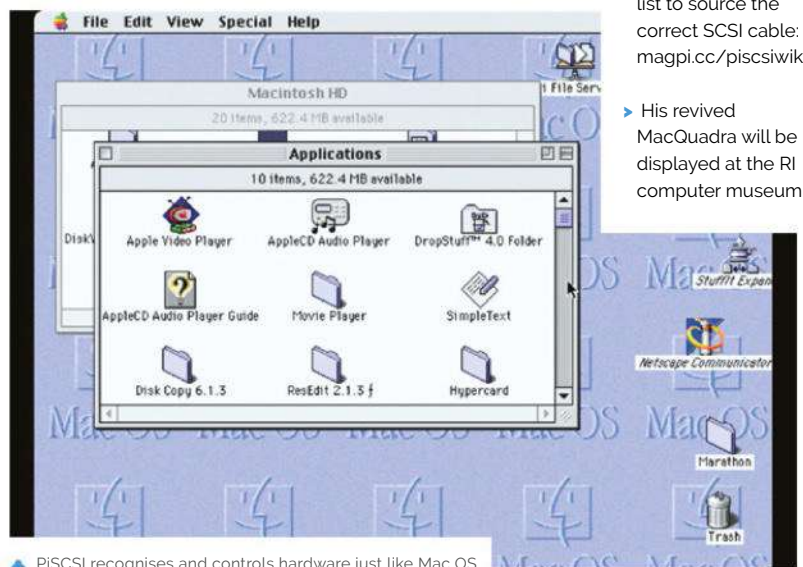 list to source the
correct SCSI cable:
magpi.cc/piscsiwik
> His revived
MacQuadra will be
displayed at the RI
computer museum
File Edit View Special Help
File Serv
Macintosh HD
20 items, 622.4 MB available
Applications
10 items, 622.4 MB available
Apple Video Player
AppleCD Audio Player
DropStuff™ 4.0 Folder
AppleCD Audio Player Guide
Movie Player
SimpleText
Disk Copy 6.1.3
ResEdit 2.1.3 ƒ
Hypercard
StuffIt Expan
Netscape Communicator
Marathon
Trash
Mac OS
PiSCSI recognises and controls hardware just like Mac OS